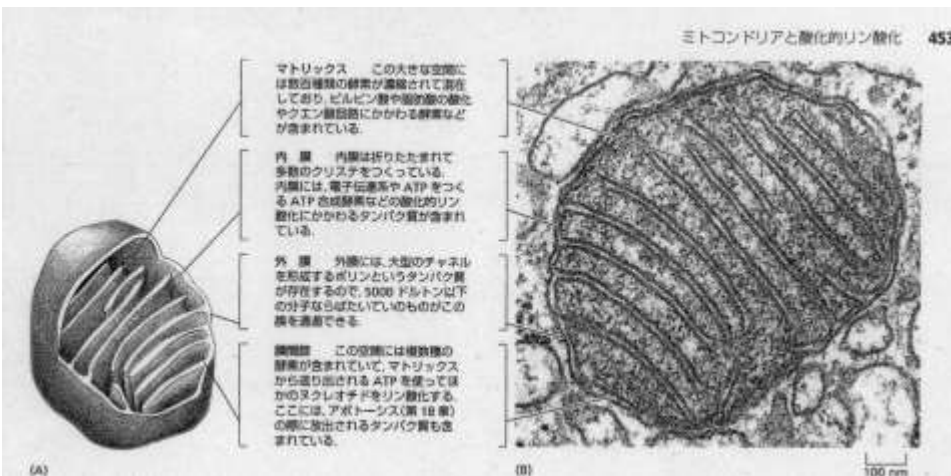 ミトコンドリアと酸化的リン酸化 453
マトリックス この大きな空間に
は数百種類の酵素が濃縮されて混在
しており、ピルビン酸や脂肪酸の酸化
やクエン酸回路にかかわる酵素など
が含まれている.
内 膜 内膜は折りたたまれて
多数のクリステをつくっている.
内膜には、電子伝達系や ATP をつく
る ATP 合成酵素などの酸化的リン
酸化にかかわるタンパク質が含まれ
ている.
外 膜 外膜には、大型のチャネル
を形成するポリンというタンパク質
が存在するので、5000 ドルトン以下
の分子ならばたいていのものがこの
膜を通過できる.
膜間部 この空間には複数種の
酵素が含まれていて、マトリックス
から送り出される ATP を使ってほ
かのヌクレオチドをリン酸化する.
ここには、アポトーシス(第 18 章)
の際に放出されるタンパク質も含
まれている.
(A)
(B)
100 nm